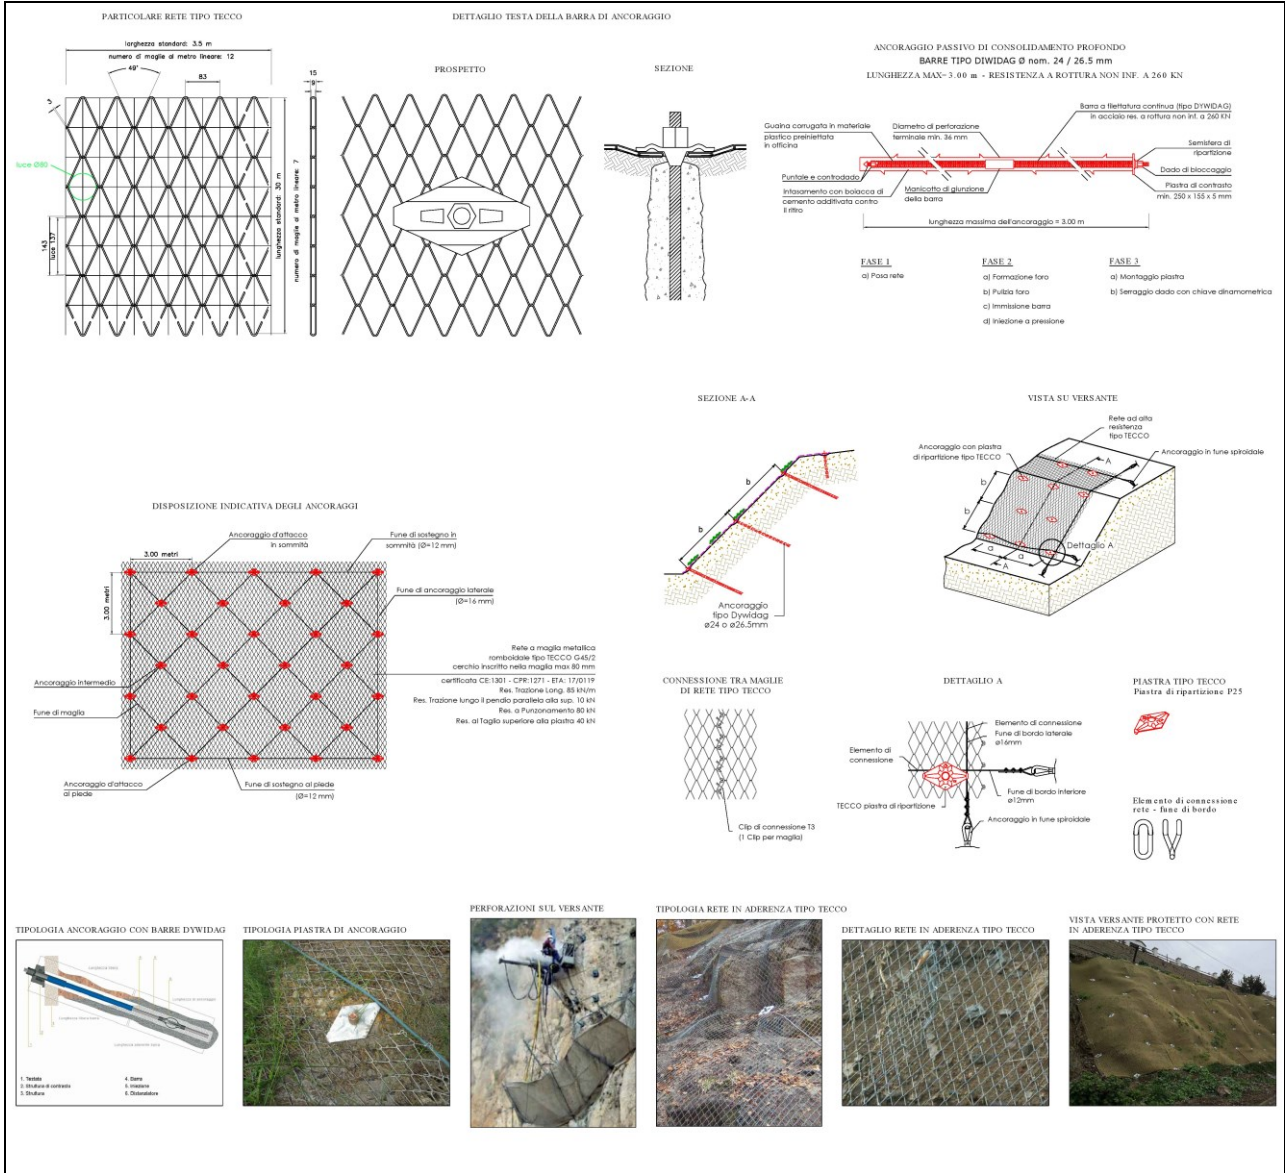 PARTICOLARE RETE TIPO TECCO
larghezza standard: 3.5 m
numero di maglie al metro lineare: 12
49°
83
5
luce Ø80
143
luce 137
lunghezza standard: 30 m
numero di maglie al metro lineare: 7
15
9
DETTAGLIO TESTA DELLA BARRA DI ANCORAGGIO
PROSPETTO
SEZIONE
ANCORAGGIO PASSIVO DI CONSOLIDAMENTO PROFONDO
BARRE TIPO DIWIDAG Ø nom. 24 / 26.5 mm
LUNGHEZZA MAX=3.00 m - RESISTENZA A ROTTURA NON INF. A 260 KN
Guaina corrugata in materiale
plastico preiniettata
in officina
Diametro di perforazione
terminale min. 36 mm
Barra a filettatura continua (tipo DYWIDAG)
in acciaio res. a rottura non inf. a 260 KN
Semisfera di
ripartizione
Dado di bloccaggio
Piastra di contrasto
min. 250 x 155 x 5 mm
Puntale e controdado
Intasamento con boiacca di
cemento additivata contro
il ritiro
Manicotto di giunzione
della barra
lunghezza massima dell'ancoraggio = 3.00 m
FASE 1
a) Posa rete
FASE 2
a) Formazione foro
b) Pulizia foro
c) Immissione barra
d) Iniezione a pressione
FASE 3
a) Montaggio piastra
b) Serraggio dado con chiave dinamometrica
DISPOSIZIONE INDICATIVA DEGLI ANCORAGGI
3.00 metri
3.00 metri
Ancoraggio d'attacco
in sommità
Fune di sostegno in
sommità (Ø=12 mm)
Fune di ancoraggio laterale
(Ø=16 mm)
Rete a maglia metallica
romboidale tipo TECCO G45/2
cerchio inscritto nella maglia max 80 mm
certificata CE:1301 - CPR:1271 - ETA: 17/0119
Res. Trazione Long. 85 kN/m
Res. Trazione lungo il pendio parallela alla sup. 10 kN
Res. a Punzonamento 80 kN
Res. al Taglio superiore alla piastra 40 kN
Ancoraggio intermedio
Fune di maglia
Ancoraggio d'attacco
al piede
Fune di sostegno al piede
(Ø=12 mm)
SEZIONE A-A
b
b
Ancoraggio
tipo Dywidag
ø24 o ø26.5mm
VISTA SU VERSANTE
Rete ad alta
resistenza
tipo TECCO
Ancoraggio con piastra
di ripartizione tipo TECCO
Ancoraggio in fune spiroidale
A
b
b
a
a
A
Dettaglio A
CONNESSIONE TRA MAGLIE
DI RETE TIPO TECCO
Clip di connessione T3
(1 Clip per maglia)
DETTAGLIO A
Elemento di connessione
Fune di bordo laterale
ø16mm
Elemento di
connessione
TECCO piastra di ripartizione
Fune di bordo inferiore
ø12mm
Ancoraggio in fune spiroidale
PIASTRA TIPO TECCO
Piastra di ripartizione P25
Elemento di connessione
rete - fune di bordo
TIPOLOGIA ANCORAGGIO CON BARRE DYWIDAG
1. Testata
2. Struttura di contrasto
3. Struttura
4. Barra
5. Iniezione
6. Distanziatore
TIPOLOGIA PIASTRA DI ANCORAGGIO
PERFORAZIONI SUL VERSANTE
TIPOLOGIA RETE IN ADERENZA TIPO TECCO
DETTAGLIO RETE IN ADERENZA TIPO TECCO
VISTA VERSANTE PROTETTO CON RETE
IN ADERENZA TIPO TECCO